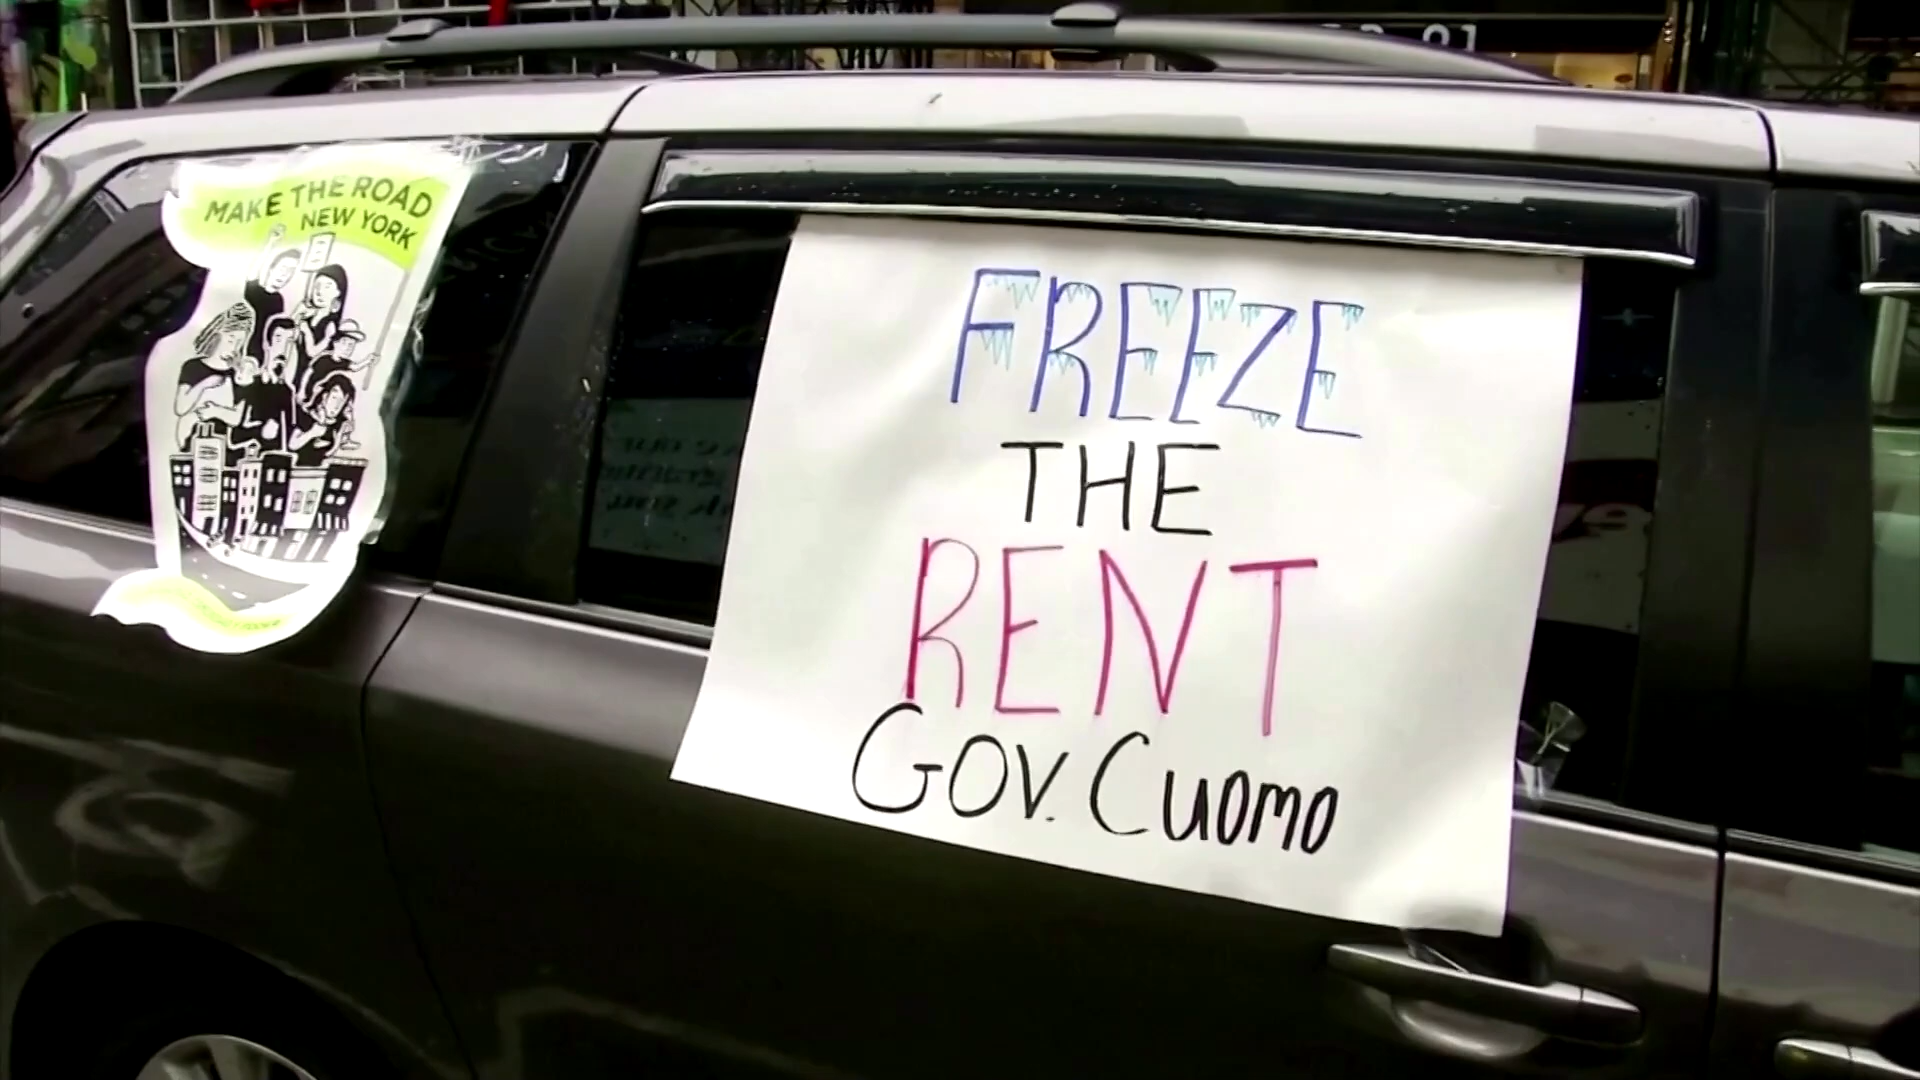 MAKE THE ROAD
NEW YORK
FREEZE
THE
RENT
GOV. CUOMO